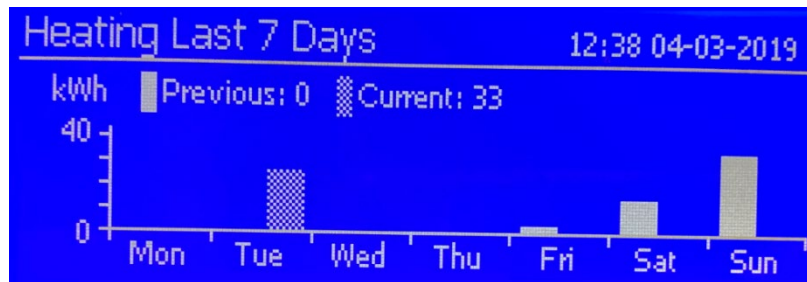 Heating Last 7 Days 12:38 04-03-2019
kWh Previous: 0 Current: 33
40
0
Mon Tue Wed Thu Fri Sat Sun